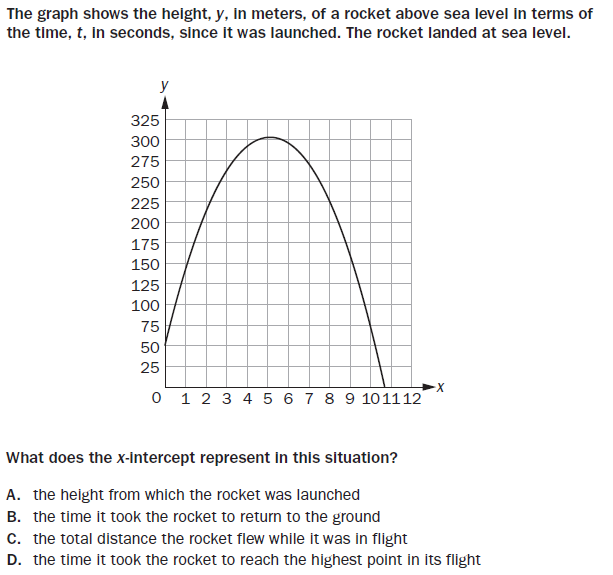 The graph shows the height, y, in meters, of a rocket above sea level in terms of
the time, t, in seconds, since it was launched. The rocket landed at sea level.
y
325
300
275
250
225
200
175
150
125
100
75
50
25
x
0 1 2 3 4 5 6 7 8 9 10 11 12
What does the x-intercept represent in this situation?
A. the height from which the rocket was launched
B. the time it took the rocket to return to the ground
C. the total distance the rocket flew while it was in flight
D. the time it took the rocket to reach the highest point in its flight